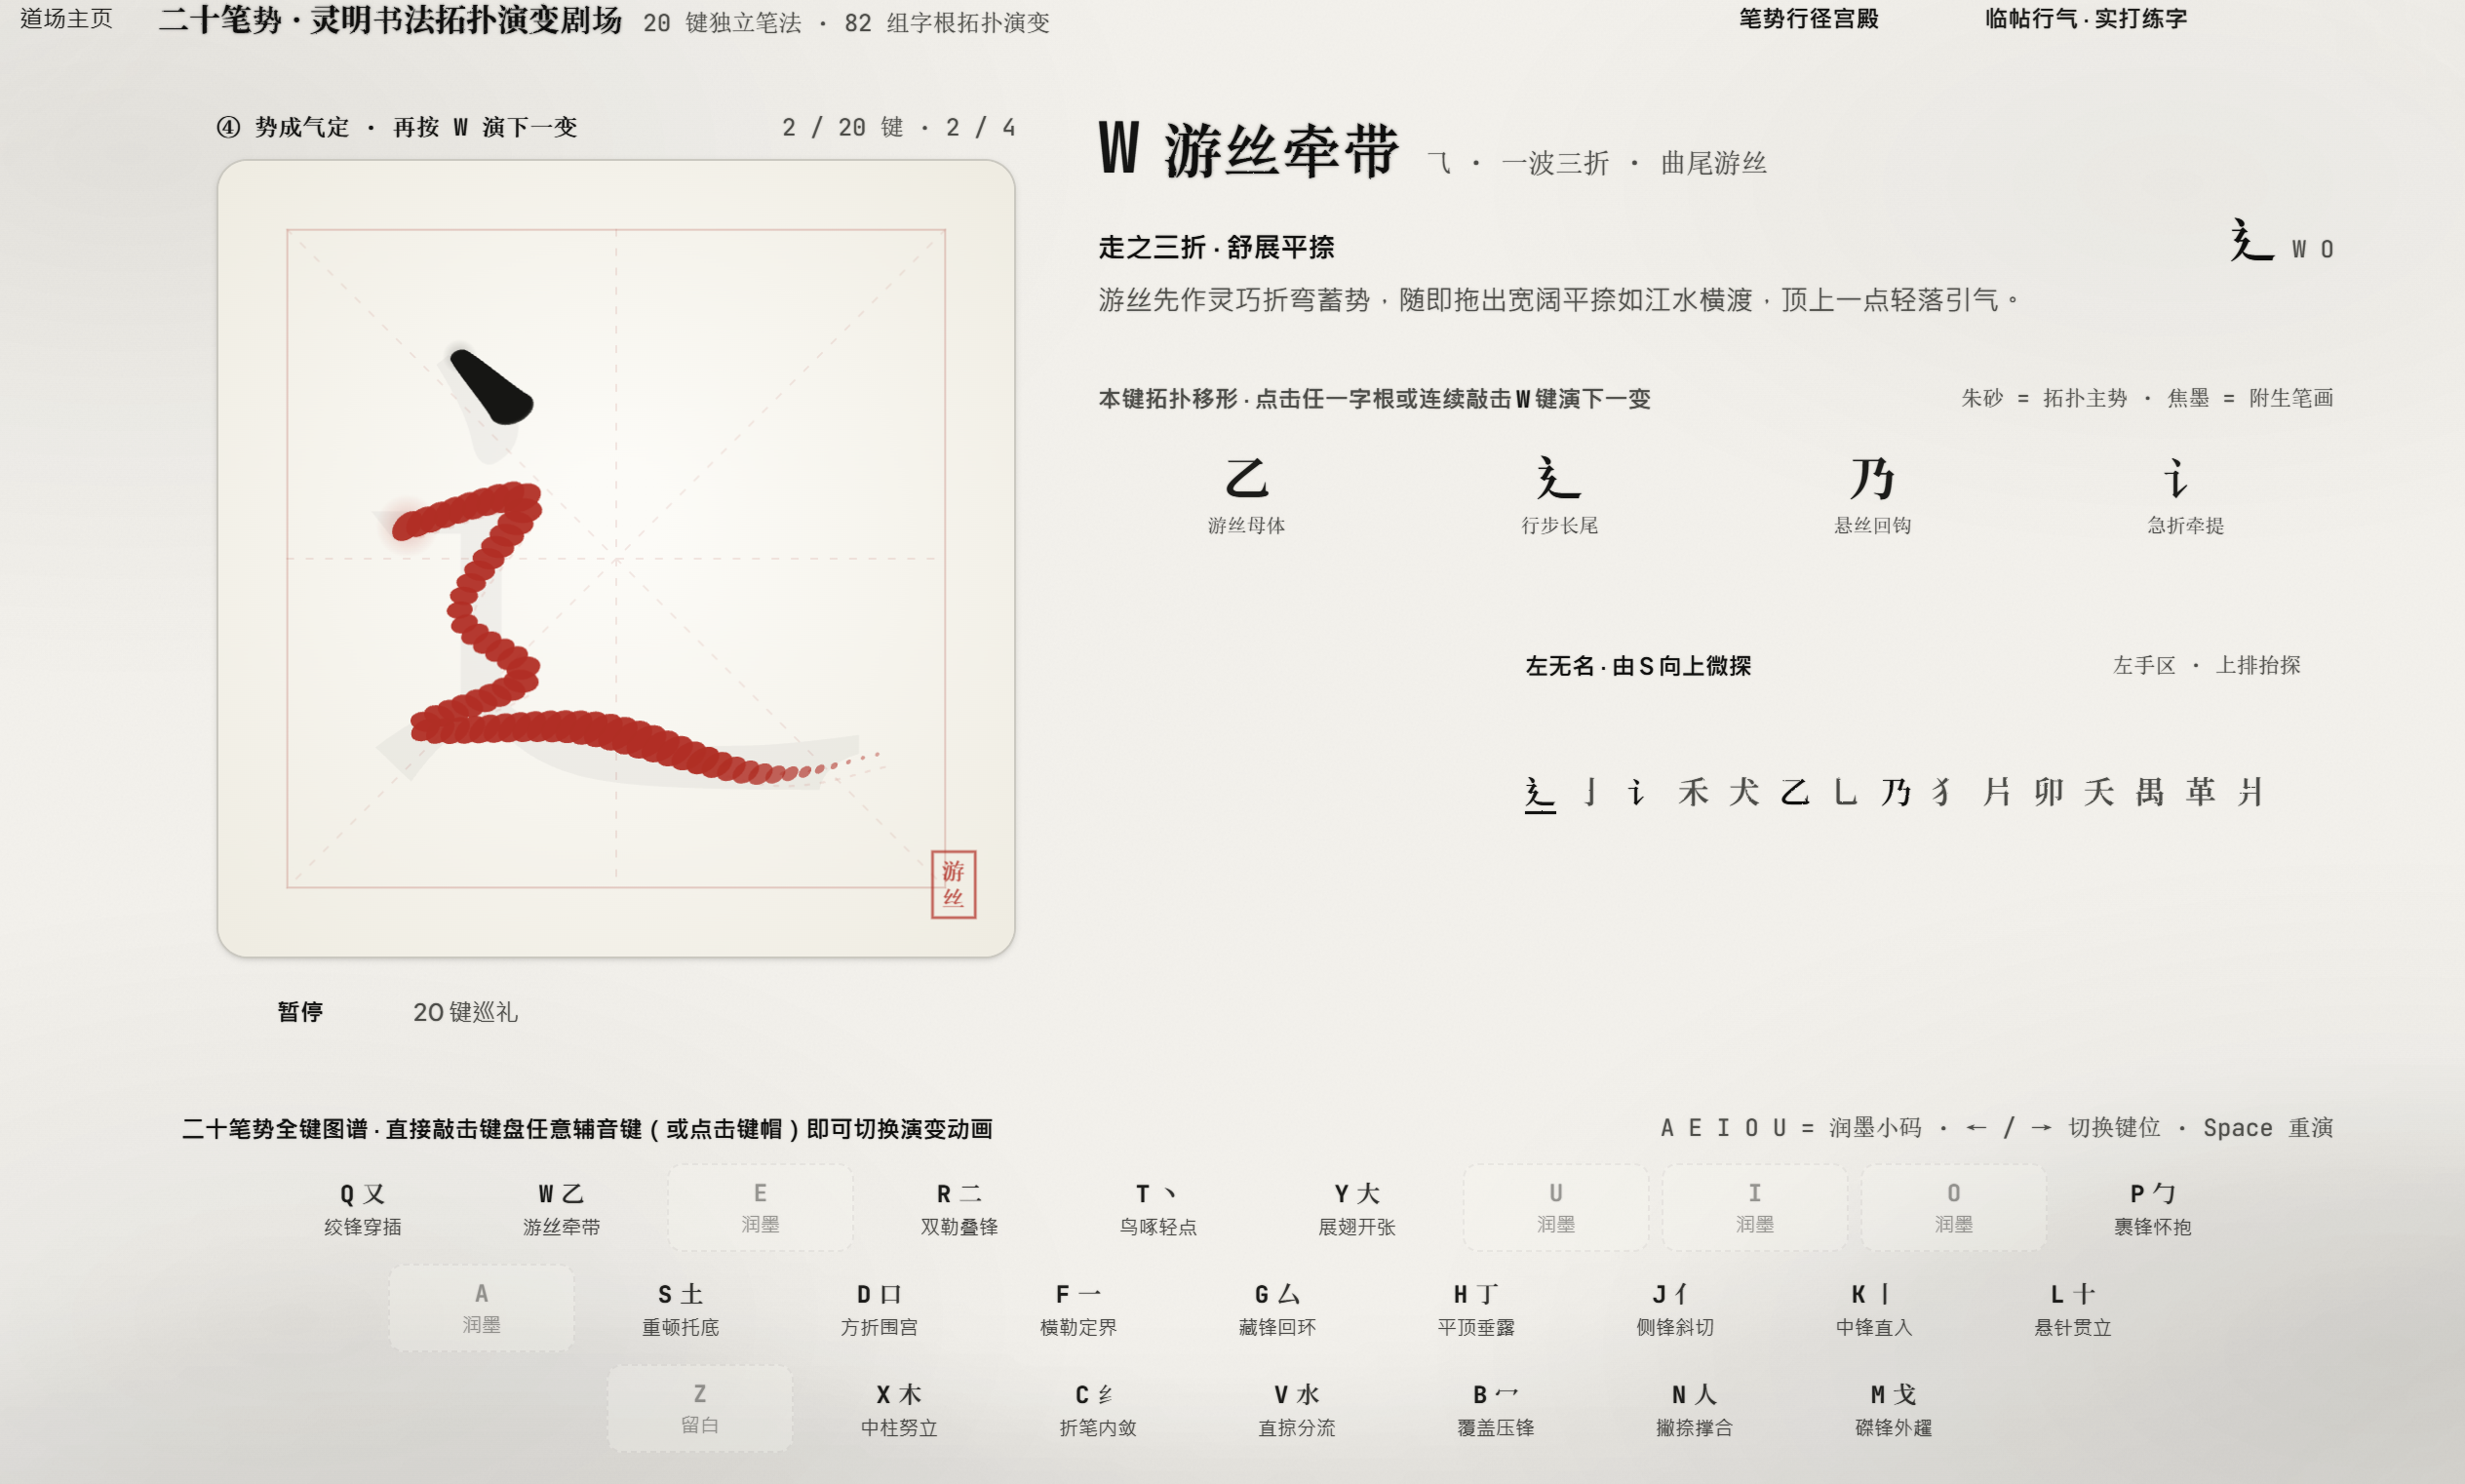 道场主页 二十笔势·灵明书法拓扑演变剧场 20 键独立笔法 · 82 组字根拓扑演变 笔势行径宫殿 临帖行气·实打练字
④ 势成气定 · 再按 W 演下一变 2 / 20 键 · 2 / 4
游丝
暂停 20 键巡礼
W 游丝牵带 ⺄ · 一波三折 · 曲尾游丝
走之三折·舒展平捺 辶 W O
游丝先作灵巧折弯蓄势,随即拖出宽阔平捺如江水横渡,顶上一点轻落引气。
本键拓扑移形·点击任一字根或连续敲击 W 键演下一变 朱砂 = 拓扑主势 · 焦墨 = 附生笔画
乙 辶 乃 讠
游丝母体 行步长尾 悬丝回钩 急折牵提
左无名·由 S 向上微探 左手区 · 上排抬探
辶 亅 讠 禾 犬 乙 乚 乃 犭 片 卯 夭 禺 革 爿
二十笔势全键图谱·直接敲击键盘任意辅音键(或点击键帽)即可切换演变动画 A E I O U = 润墨小码 · ← / → 切换键位 · Space 重演
Q 又 W 乙 E R 二 T 丶 Y 大 U I O P 勹
绞锋穿插 游丝牵带 润墨 双勒叠锋 鸟啄轻点 展翅开张 润墨 润墨 润墨 裹锋怀抱
A S 土 D 口 F 一 G 厶 H 丁 J 亻 K 丨 L 十
润墨 重顿托底 方折围宫 横勒定界 藏锋回环 平顶垂露 侧锋斜切 中锋直入 悬针贯立
Z X 木 C 纟 V 水 B 乛 N 人 M 戈
留白 中柱努立 折笔内敛 直掠分流 覆盖压锋 撇捺撑合 磔锋外趯